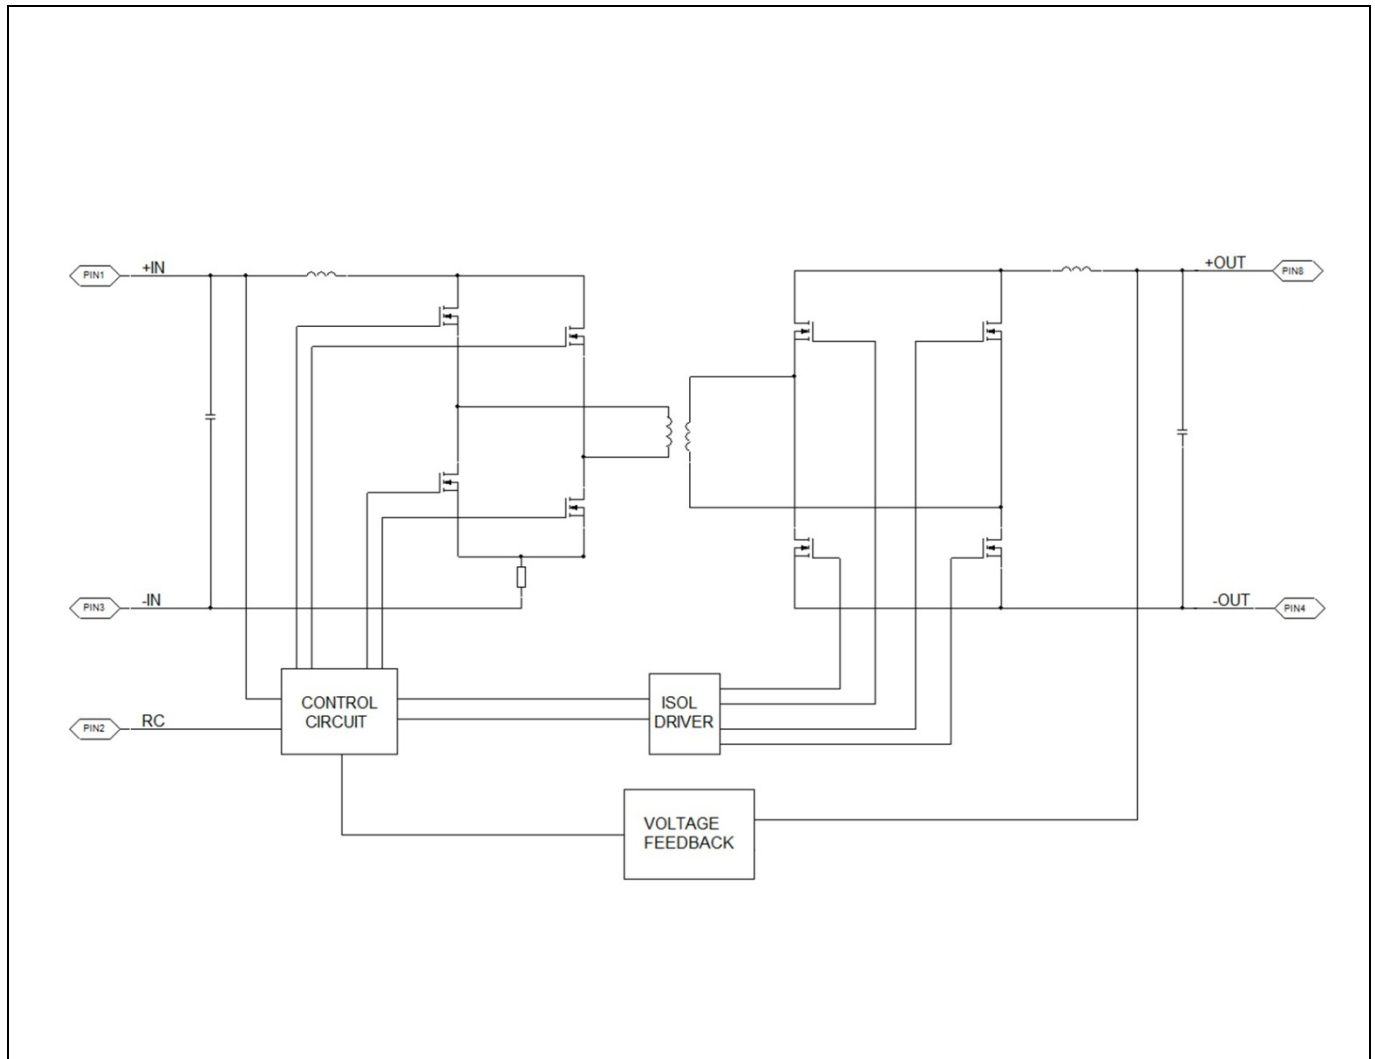 +IN
PIN1
+OUT
PIN8
-IN
PIN3
-OUT
PIN4
CONTROL
CIRCUIT
ISOL
DRIVER
RC
PIN2
VOLTAGE
FEEDBACK